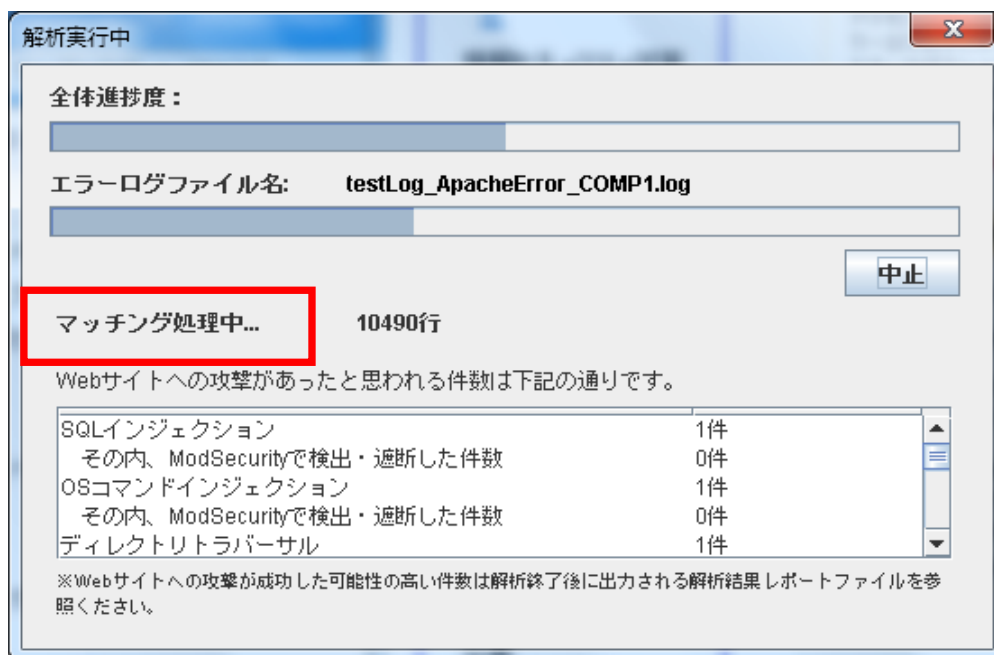 解析実行中
全体進捗度：
エラーログファイル名: testLog_ApacheError_COMP1.log
中止
マッチング処理中... 10490行
Webサイトへの攻撃があったと思われる件数は下記の通りです。
SQLインジェクション 1件
その内、ModSecurityで検出・遮断した件数 0件
OSコマンドインジェクション 1件
その内、ModSecurityで検出・遮断した件数 0件
ディレクトリトラバーサル 1件
※Webサイトへの攻撃が成功した可能性の高い件数は解析終了後に出力される解析結果レポートファイルを参
照ください。